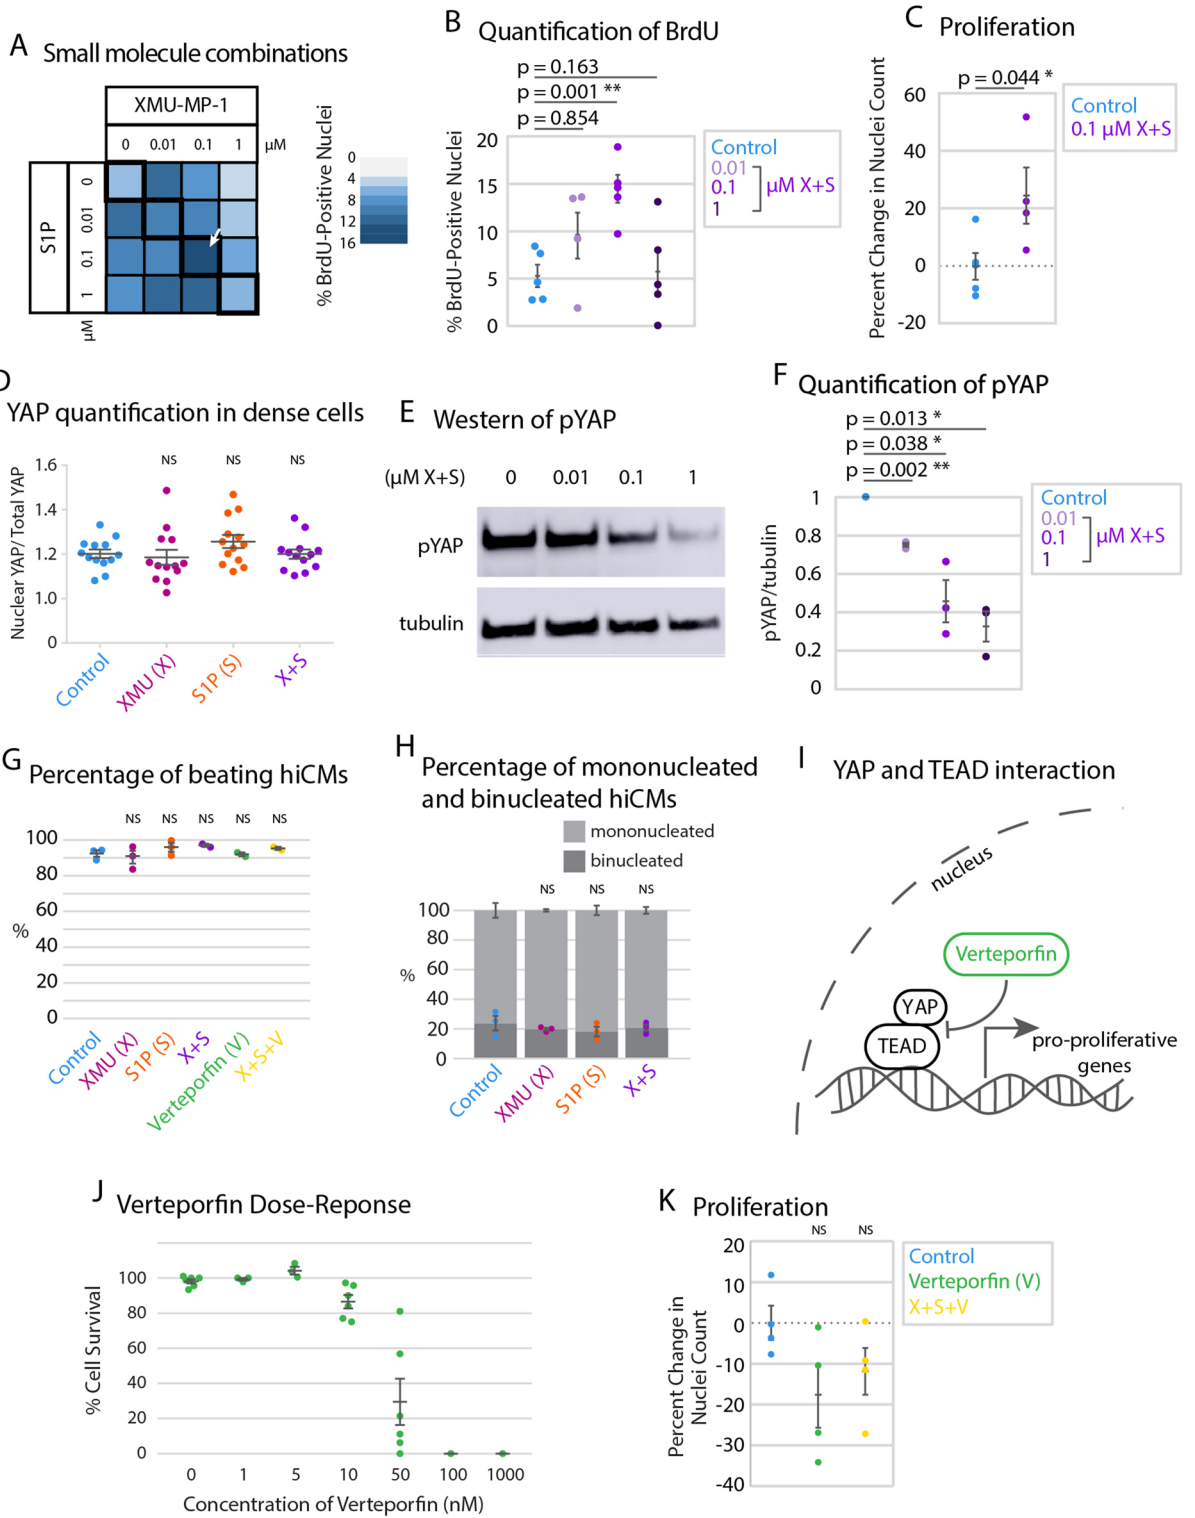 A Small molecule combinations
XMU-MP-1
0 0.01 0.1 1 μM
S1P
0
0.01
0.1
1
μM
% BrdU-Positive Nuclei
0
4
6
8
10
12
16
B Quantification of BrdU
p = 0.163
p = 0.001 **
p = 0.854
% BrdU-Positive Nuclei
20
15
10
5
0
Control
0.01
0.1
1
μM X+S
C Proliferation
p = 0.044 *
Percent Change in Nuclei Count
60
40
20
0
-20
Control
0.1 μM X+S
D
YAP quantification in dense cells
Nuclear YAP/ Total YAP
1.6
1.4
1.2
1.0
0
NS NS NS
Control XMU (X) S1P (S) X+S
E Western of pYAP
(μM X+S) 0 0.01 0.1 1
pYAP
tubulin
F Quantification of pYAP
p = 0.013 *
p = 0.038 *
p = 0.002 **
pYAP/tubulin
1
0.8
0.6
0.4
0.2
0
Control
0.01
0.1
1
μM X+S
G Percentage of beating hiCMs
NS NS NS NS NS
%
100
80
60
40
20
0
Control XMU (X) S1P (S) X+S Verteporfin (V) X+S+V
H Percentage of mononucleated
and binucleated hiCMs
mononucleated
binucleated
NS NS NS
%
100
80
60
40
20
0
Control XMU (X) S1P (S) X+S
I YAP and TEAD interaction
nucleus
Verteporfin
YAP
TEAD
pro-proliferative
genes
J Verteporfin Dose-Reponse
% Cell Survival
100
80
60
40
20
0
0 1 5 10 50 100 1000
Concentration of Verteporfin (nM)
K Proliferation
NS NS
Percent Change in
Nuclei Count
20
10
0
-10
-20
-30
-40
Control
Verteporfin (V)
X+S+V